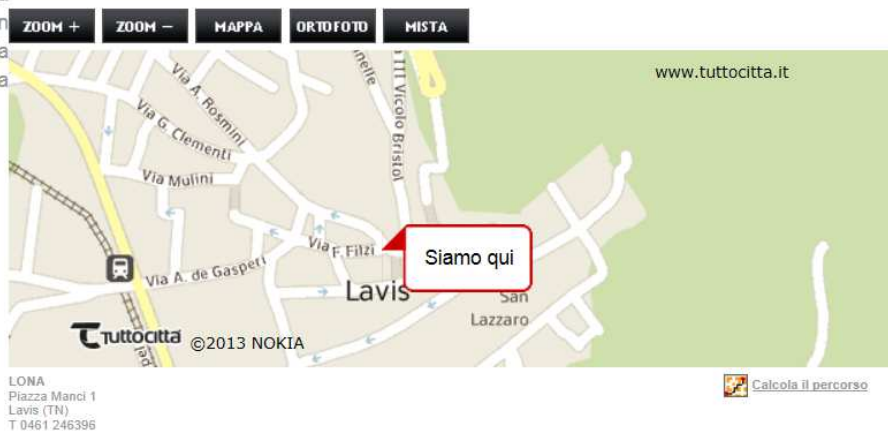 ZOOM +
ZOOM −
MAPPA
ORTOFOTO
MISTA
www.tuttocitta.it
Via A. Rosmini
III Vicolo Bristol
Via G. Clementi
Via Mulini
Via F. Filzi
Siamo qui
Via A. de Gasperi
Lavis
San
Lazzaro
Tuttocittà ©2013 NOKIA
LONA
Piazza Manci 1
Lavis (TN)
T 0461 246396
Calcola il percorso